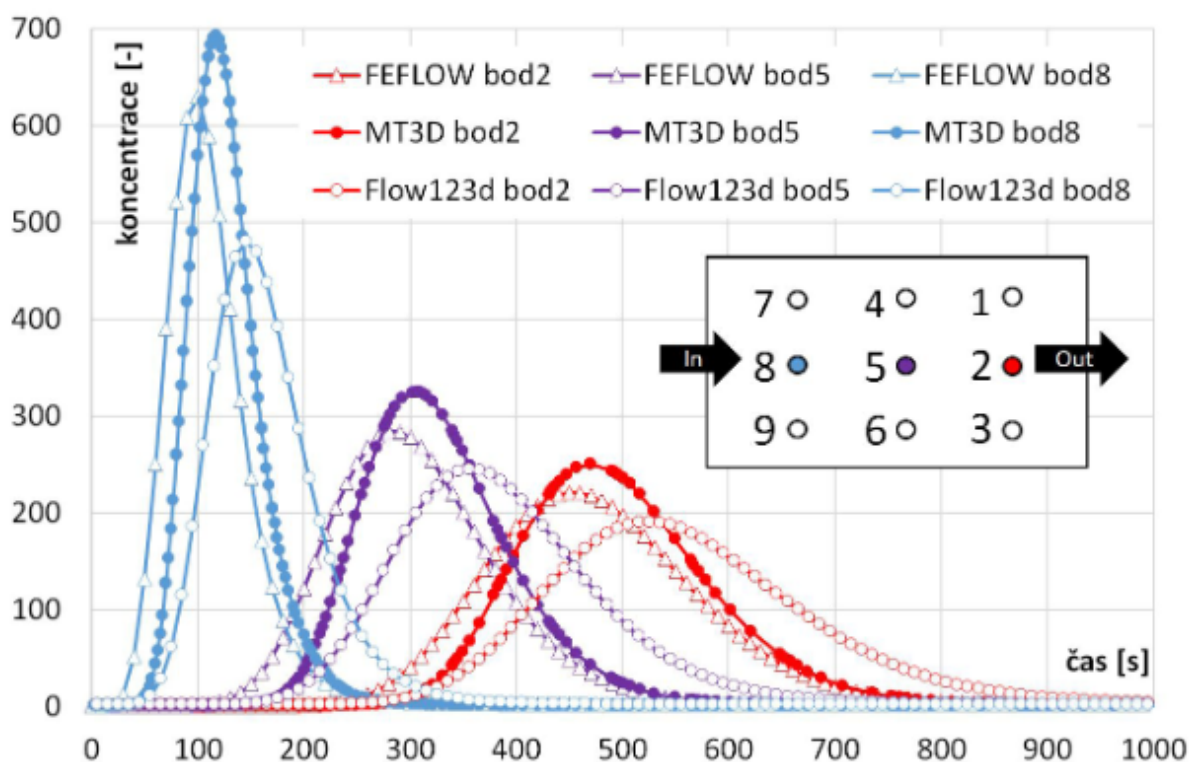 700
600
500
400
300
200
100
0
koncentrace [-]
FEFLOW bod2 FEFLOW bod5 FEFLOW bod8
MT3D bod2 MT3D bod5 MT3D bod8
Flow123d bod2 Flow123d bod5 Flow123d bod8
7 4 1
In 8 5 2 Out
9 6 3
čas [s]
0 100 200 300 400 500 600 700 800 900 1000